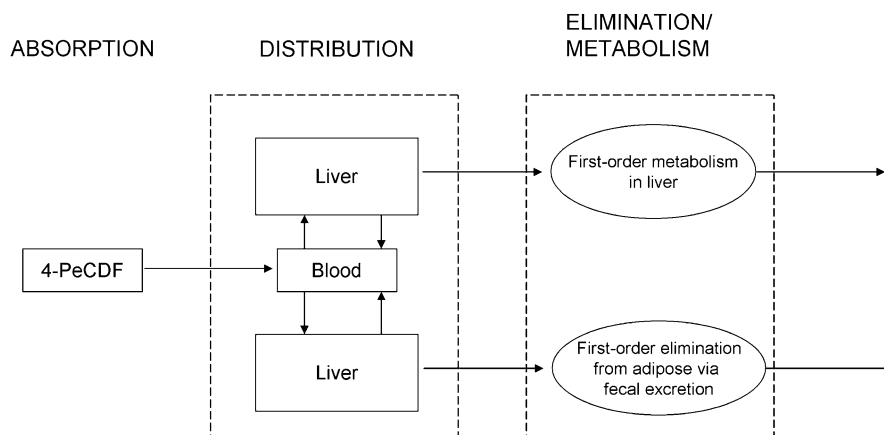 ABSORPTION
DISTRIBUTION
ELIMINATION/
METABOLISM
Liver
First-order metabolism
in liver
4-PeCDF
Blood
Liver
First-order elimination
from adipose via
fecal excretion